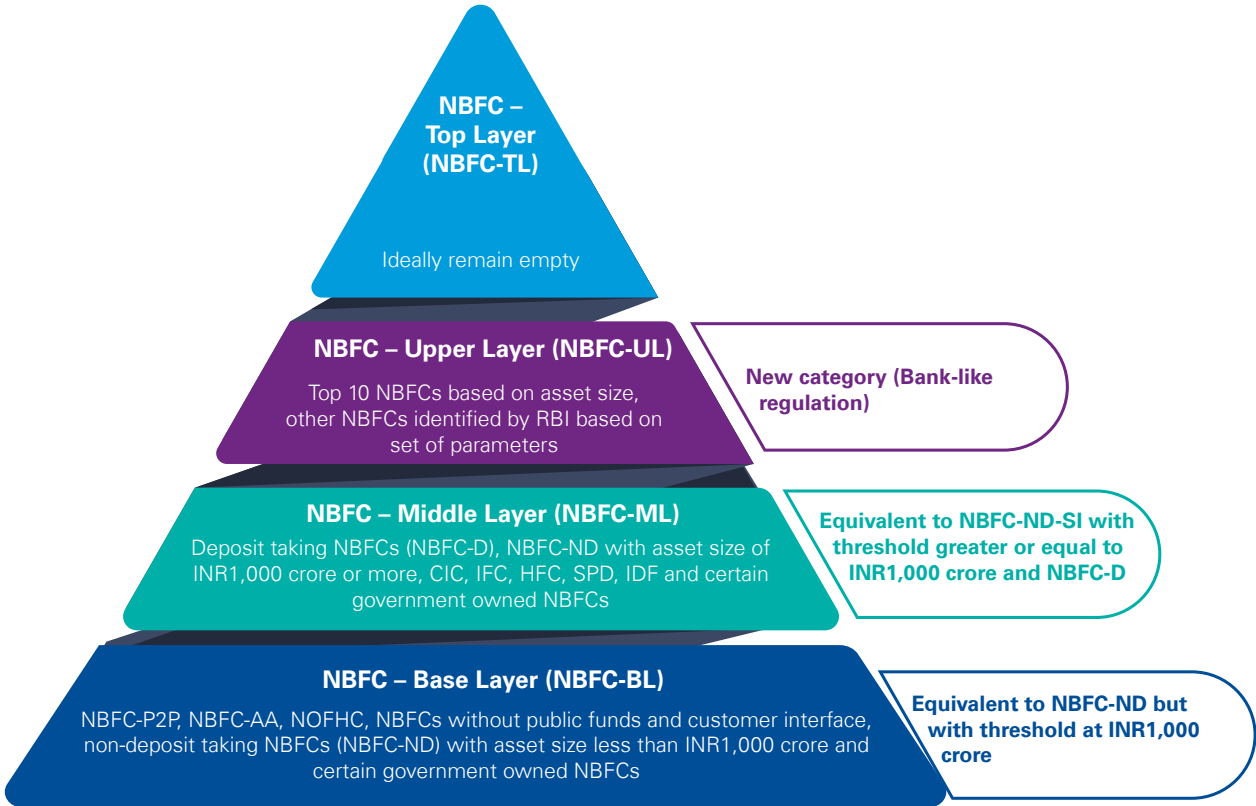 NBFC –
Top Layer
(NBFC-TL)
Ideally remain empty
NBFC – Upper Layer (NBFC-UL)
Top 10 NBFCs based on asset size,
other NBFCs identified by RBI based on
set of parameters
New category (Bank-like
regulation)
NBFC – Middle Layer (NBFC-ML)
Deposit taking NBFCs (NBFC-D), NBFC-ND with asset size of
INR1,000 crore or more, CIC, IFC, HFC, SPD, IDF and certain
government owned NBFCs
Equivalent to NBFC-ND-SI with
threshold greater or equal to
INR1,000 crore and NBFC-D
NBFC – Base Layer (NBFC-BL)
NBFC-P2P, NBFC-AA, NOFHC, NBFCs without public funds and customer interface,
non-deposit taking NBFCs (NBFC-ND) with asset size less than INR1,000 crore and
certain government owned NBFCs
Equivalent to NBFC-ND but
with threshold at INR1,000
crore